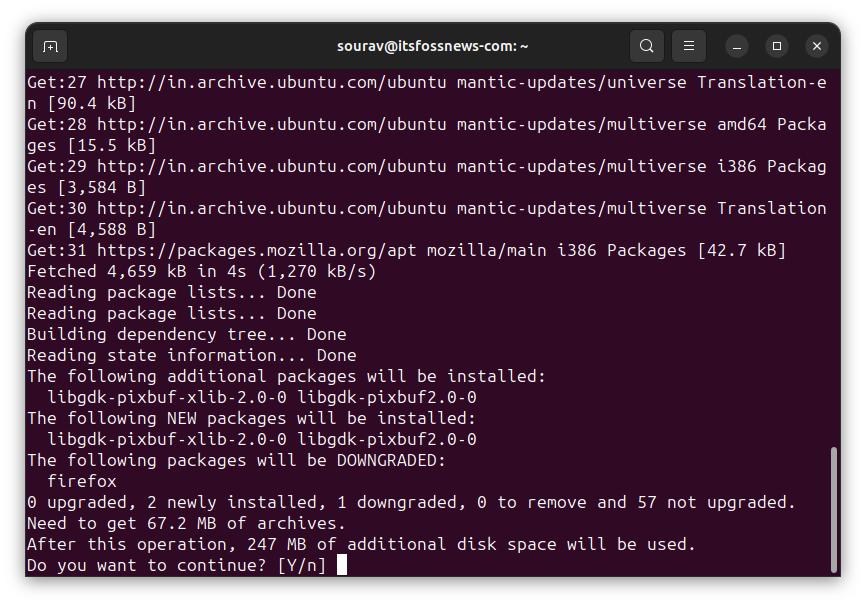 sourav@itsfossnews-com: ~
Get:27 http://in.archive.ubuntu.com/ubuntu mantic-updates/universe Translation-e
n [90.4 kB]
Get:28 http://in.archive.ubuntu.com/ubuntu mantic-updates/multiverse amd64 Packa
ges [15.5 kB]
Get:29 http://in.archive.ubuntu.com/ubuntu mantic-updates/multiverse i386 Packag
es [3,584 B]
Get:30 http://in.archive.ubuntu.com/ubuntu mantic-updates/multiverse Translation
-en [4,588 B]
Get:31 https://packages.mozilla.org/apt mozilla/main i386 Packages [42.7 kB]
Fetched 4,659 kB in 4s (1,270 kB/s)
Reading package lists... Done
Reading package lists... Done
Building dependency tree... Done
Reading state information... Done
The following additional packages will be installed:
  libgdk-pixbuf-xlib-2.0-0 libgdk-pixbuf2.0-0
The following NEW packages will be installed:
  libgdk-pixbuf-xlib-2.0-0 libgdk-pixbuf2.0-0
The following packages will be DOWNGRADED:
  firefox
0 upgraded, 2 newly installed, 1 downgraded, 0 to remove and 57 not upgraded.
Need to get 67.2 MB of archives.
After this operation, 247 MB of additional disk space will be used.
Do you want to continue? [Y/n]